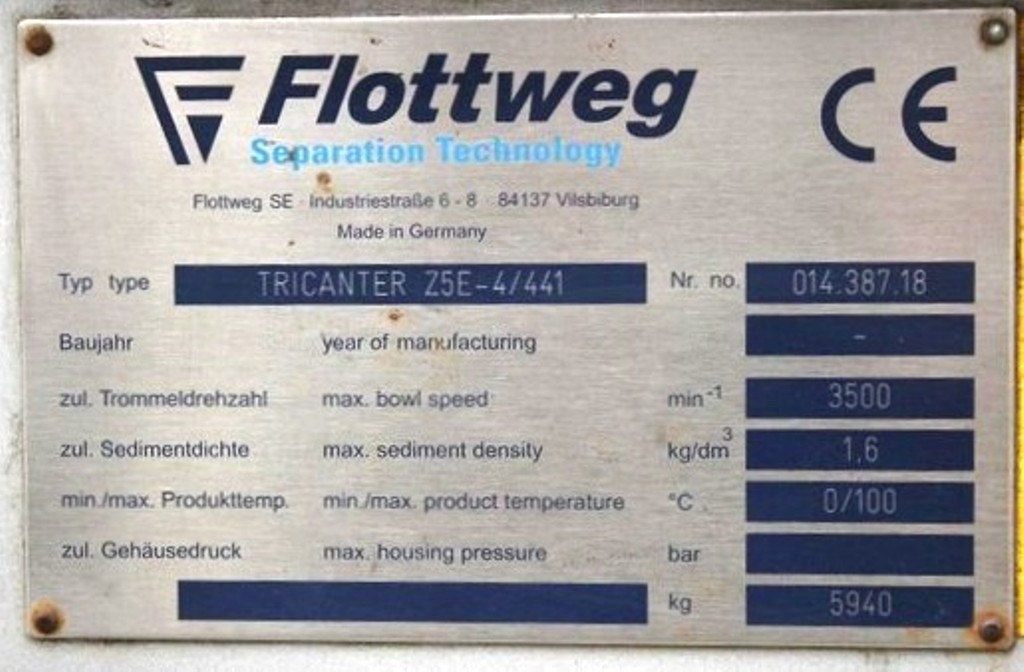 Flottweg
Separation Technology
CE
Flottweg SE · Industriestraße 6 - 8 · 84137 Vilsbiburg
Made in Germany
Typ type TRICANTER Z5E-4/441 Nr. no. 014.387.18
Baujahr year of manufacturing -
zul. Trommeldrehzahl max. bowl speed min⁻¹ 3500
zul. Sedimentdichte max. sediment density kg/dm³ 1.6
min./max. Produkttemp. min./max. product temperature °C 0/100
zul. Gehäusedruck max. housing pressure bar
kg 5940